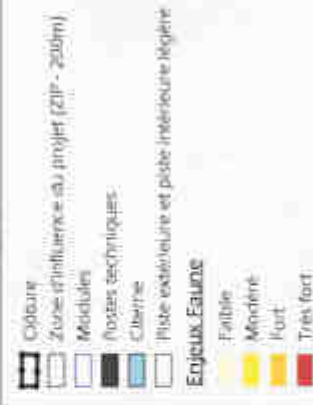 Clôture
Zone d'influence du projet (ZIP - 200m)
Modules
Postes techniques
Citerne
Piste extérieure et piste intérieure légère
Enjeux Faune
Faible
Modéré
Fort
Très fort